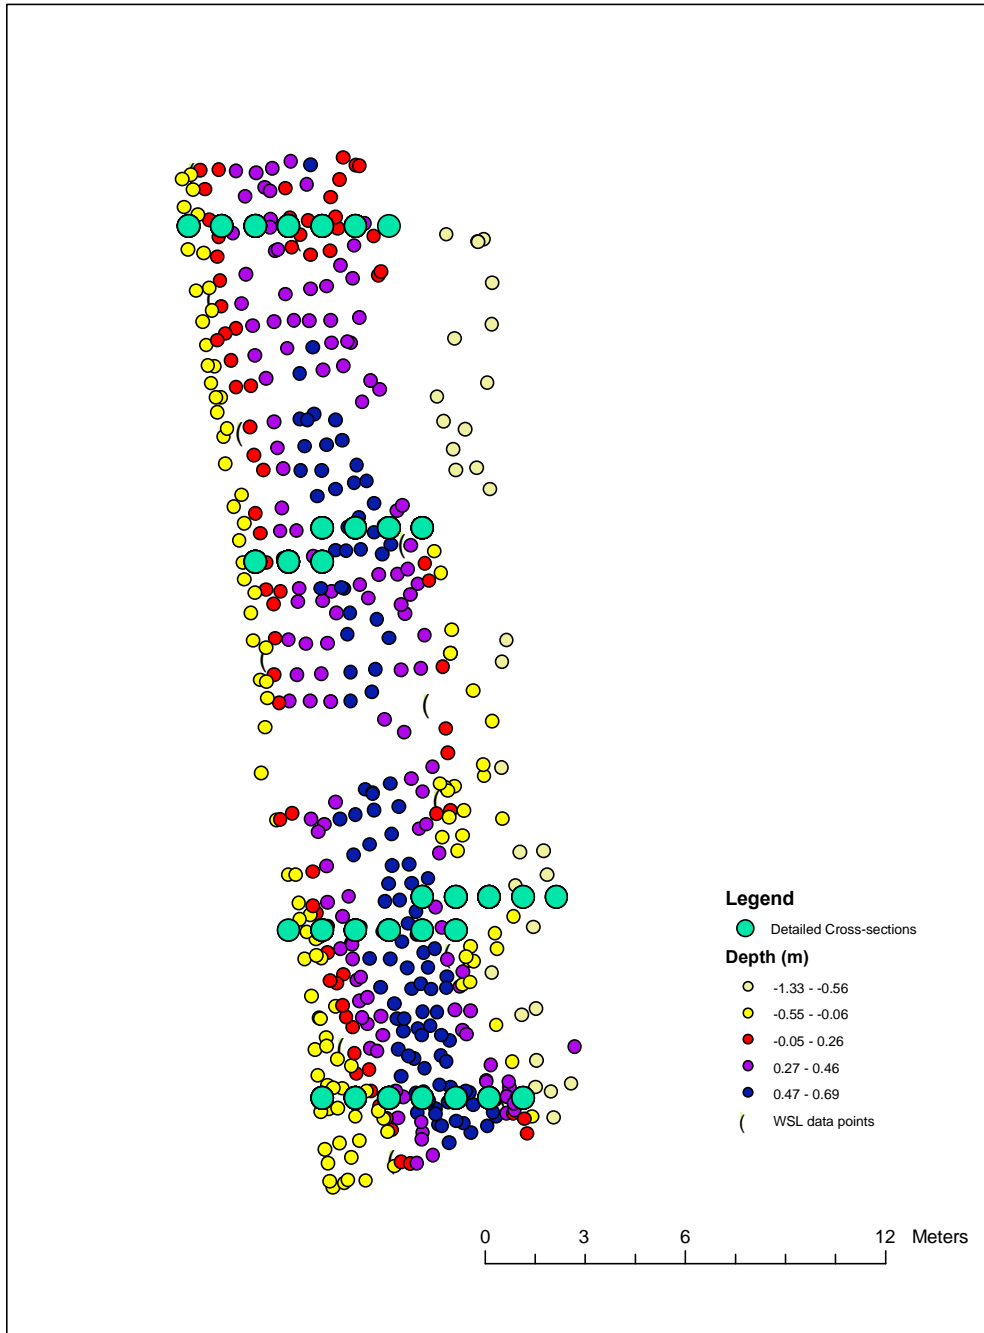 Legend
Detailed Cross-sections
Depth (m)
-1.33 - -0.56
-0.55 - -0.06
-0.05 - 0.26
0.27 - 0.46
0.47 - 0.69
( WSL data points
0 3 6 12 Meters